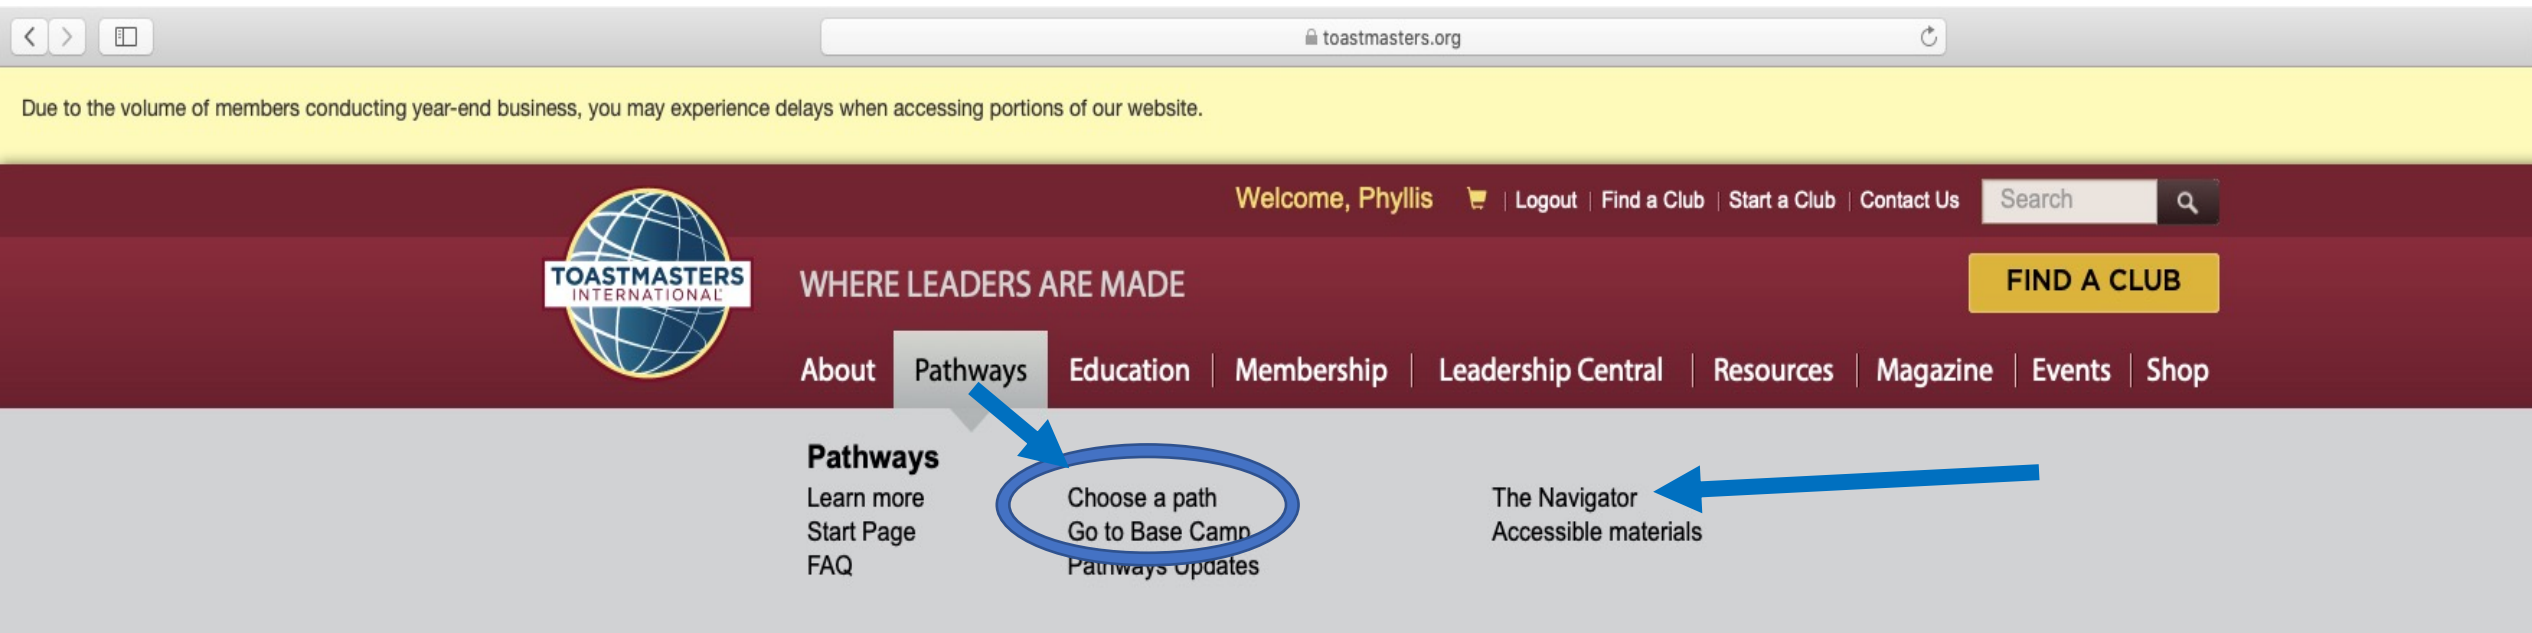 toastmasters.org
Due to the volume of members conducting year-end business, you may experience delays when accessing portions of our website.
Welcome, Phyllis | Logout | Find a Club | Start a Club | Contact Us Search
TOASTMASTERS
INTERNATIONAL
WHERE LEADERS ARE MADE
FIND A CLUB
About Pathways Education | Membership | Leadership Central | Resources | Magazine | Events | Shop
Pathways
Learn more Choose a path The Navigator
Start Page Go to Base Camp Accessible materials
FAQ Pathways Updates